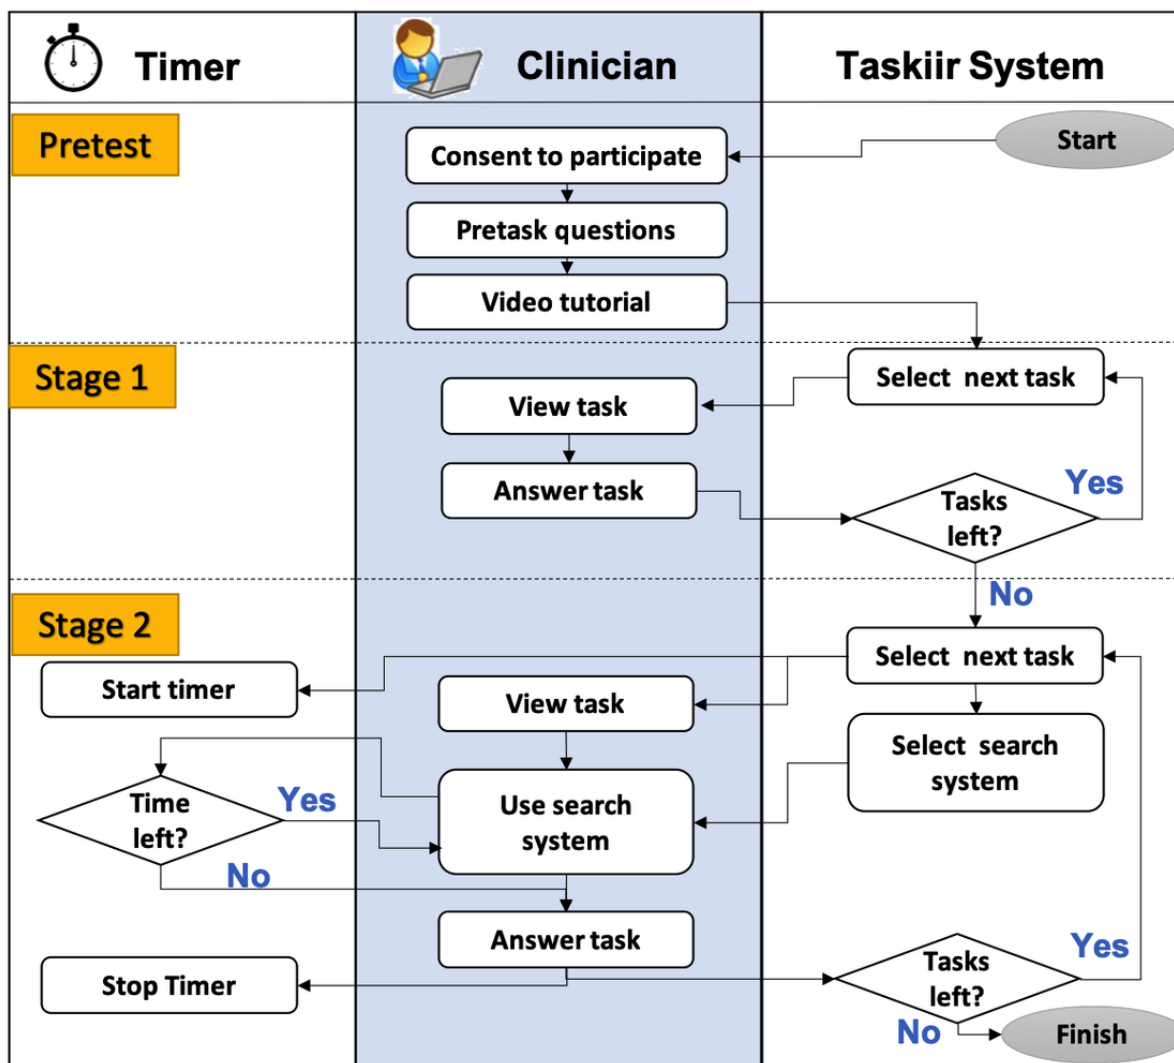 Timer
Clinician
Taskiir System
Pretest
Start
Consent to participate
Pretask questions
Video tutorial
Stage 1
Select next task
View task
Answer task
Tasks
left?
Yes
No
Stage 2
Select next task
Start timer
View task
Select search
system
Time
left?
Yes
Use search
system
No
Answer task
Tasks
left?
Yes
Stop Timer
No
Finish